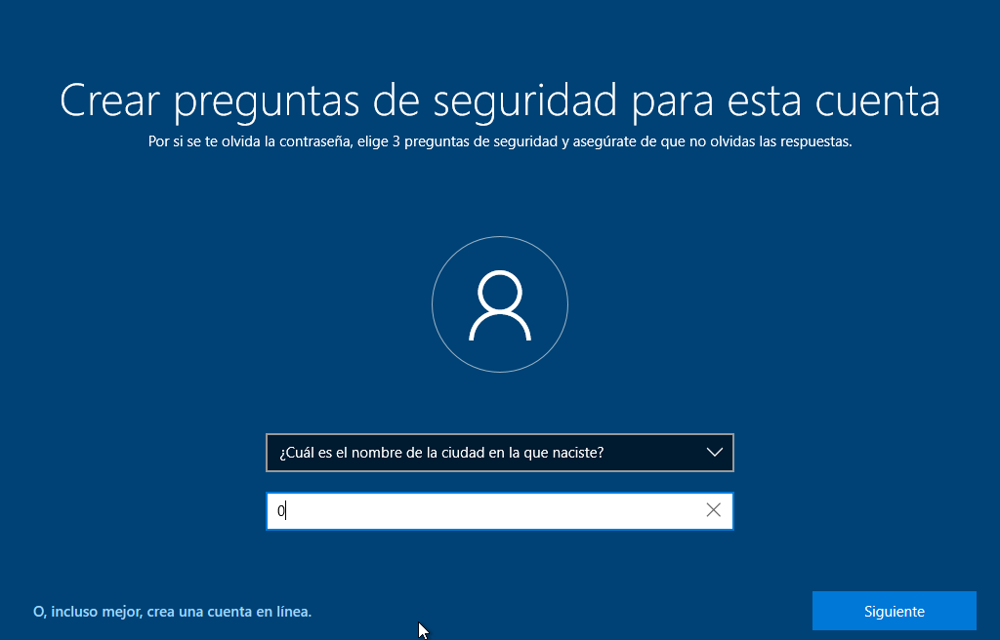 Crear preguntas de seguridad para esta cuenta
Por si se te olvida la contraseña, elige 3 preguntas de seguridad y asegúrate de que no olvidas las respuestas.
¿Cuál es el nombre de la ciudad en la que naciste?
0
O, incluso mejor, crea una cuenta en línea.
Siguiente